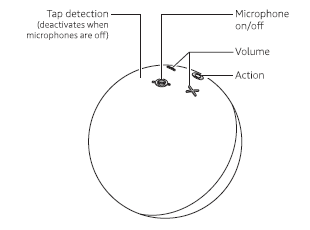 Tap detection
(deactivates when
microphones are off)
Microphone
on/off
Volume
Action